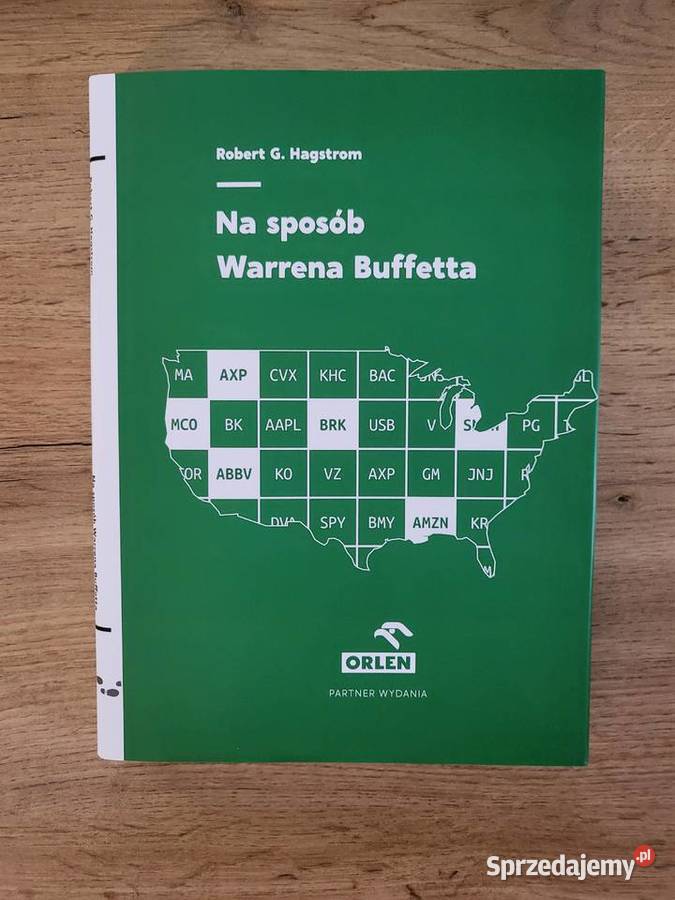 Robert G. Hagstrom
Na sposób
Warrena Buffetta
MA AXP CVX KHC BAC
MCO BK AAPL BRK USB V PG
ABBV KO VZ AXP GM JNJ
SPY BMY AMZN KR
ORLEN
PARTNER WYDANIA
Sprzedajemy.pl